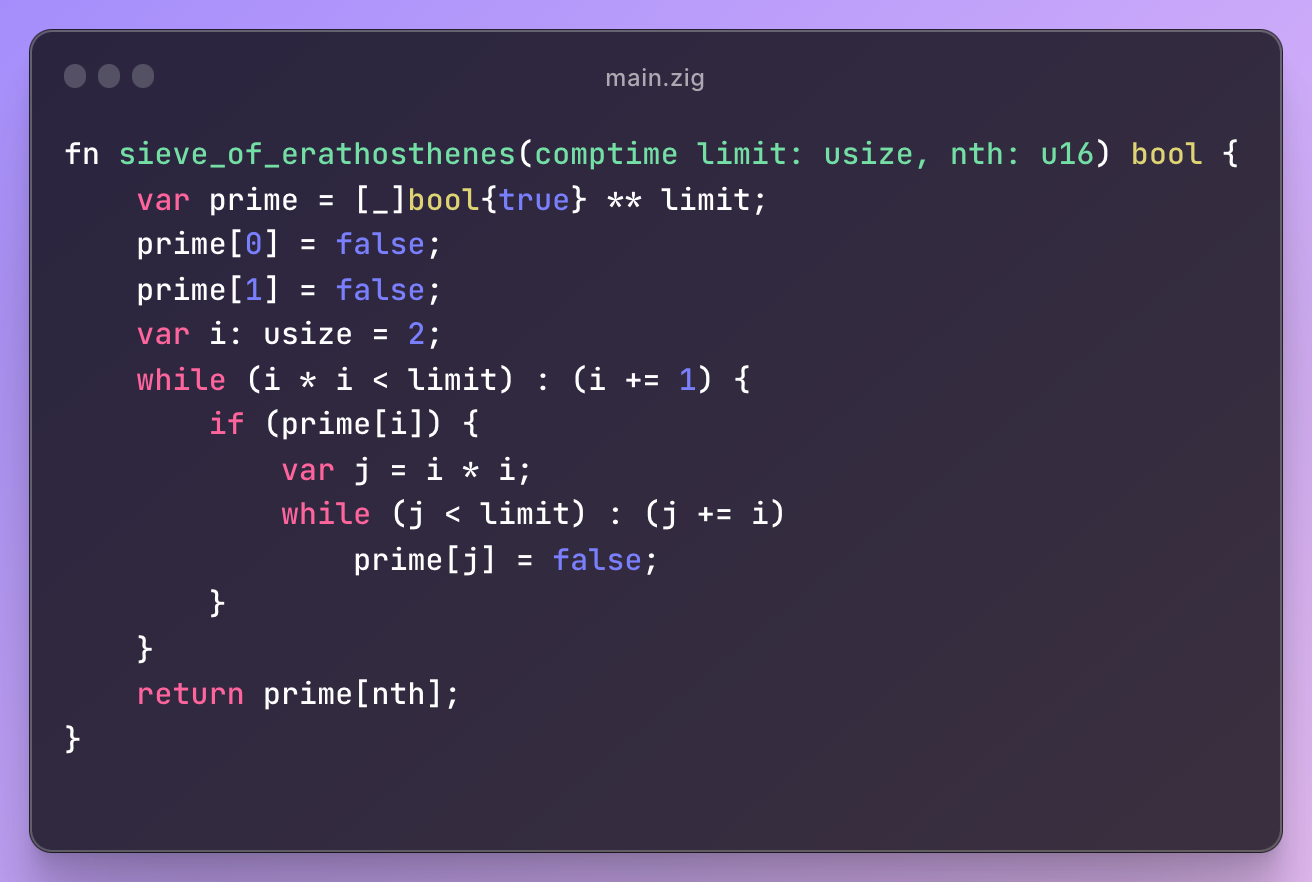 main.zig
fn sieve_of_erathosthenes(comptime limit: usize, nth: u16) bool {
    var prime = [_]bool{true} ** limit;
    prime[0] = false;
    prime[1] = false;
    var i: usize = 2;
    while (i * i < limit) : (i += 1) {
        if (prime[i]) {
            var j = i * i;
            while (j < limit) : (j += i)
                prime[j] = false;
        }
    }
    return prime[nth];
}